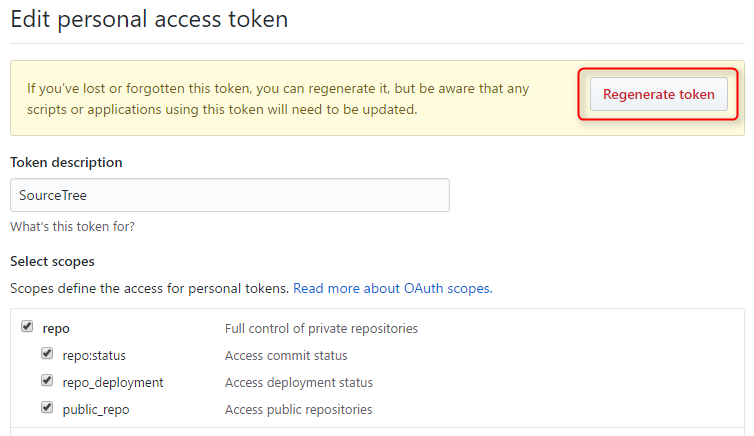 Edit personal access token
If you've lost or forgotten this token, you can regenerate it, but be aware that any
scripts or applications using this token will need to be updated.
Regenerate token
Token description
SourceTree
What's this token for?
Select scopes
Scopes define the access for personal tokens. Read more about OAuth scopes.
repo Full control of private repositories
repo:status Access commit status
repo_deployment Access deployment status
public_repo Access public repositories